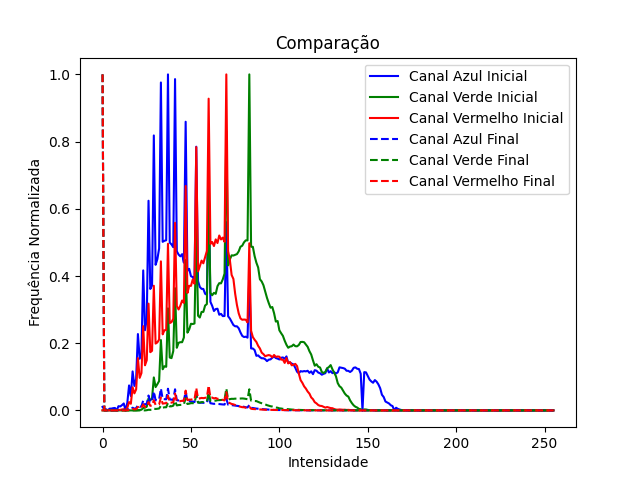 Comparação
Canal Azul Inicial
Canal Verde Inicial
Canal Vermelho Inicial
Canal Azul Final
Canal Verde Final
Canal Vermelho Final
Frequência Normalizada
1.0
0.8
0.6
0.4
0.2
0.0
0 50 100 150 200 250
Intensidade